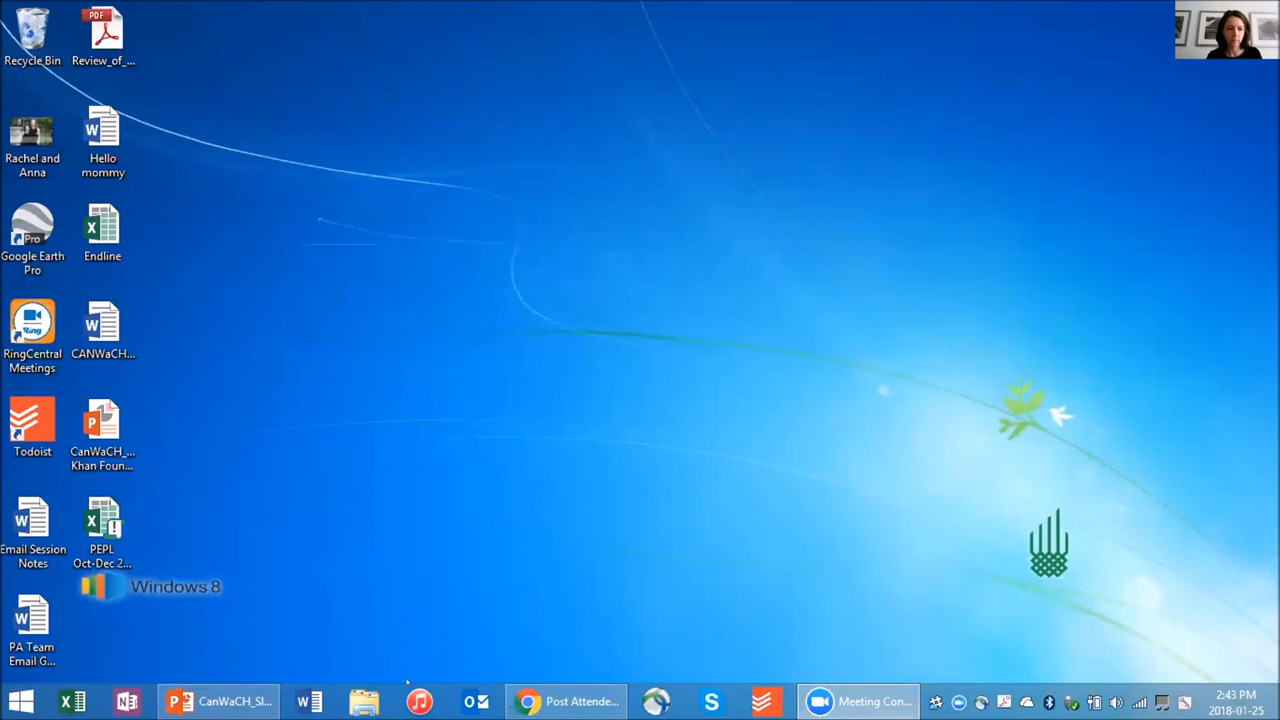 Recycle Bin
PDF
Review_of_...
Rachel and
Anna
W
Hello
mommy
Pro
Google Earth
Pro
X
Endline
Ring
RingCentral
Meetings
W
CANWaCH...
Todoist
P
CanWaCH_...
Khan Foun...
W
Email Session
Notes
X
PEPL
Oct-Dec 2...
Windows 8
W
PA Team
Email G...
CanWaCH_Sl...
Post Attende...
Meeting Con...
2:43 PM
2018-01-25